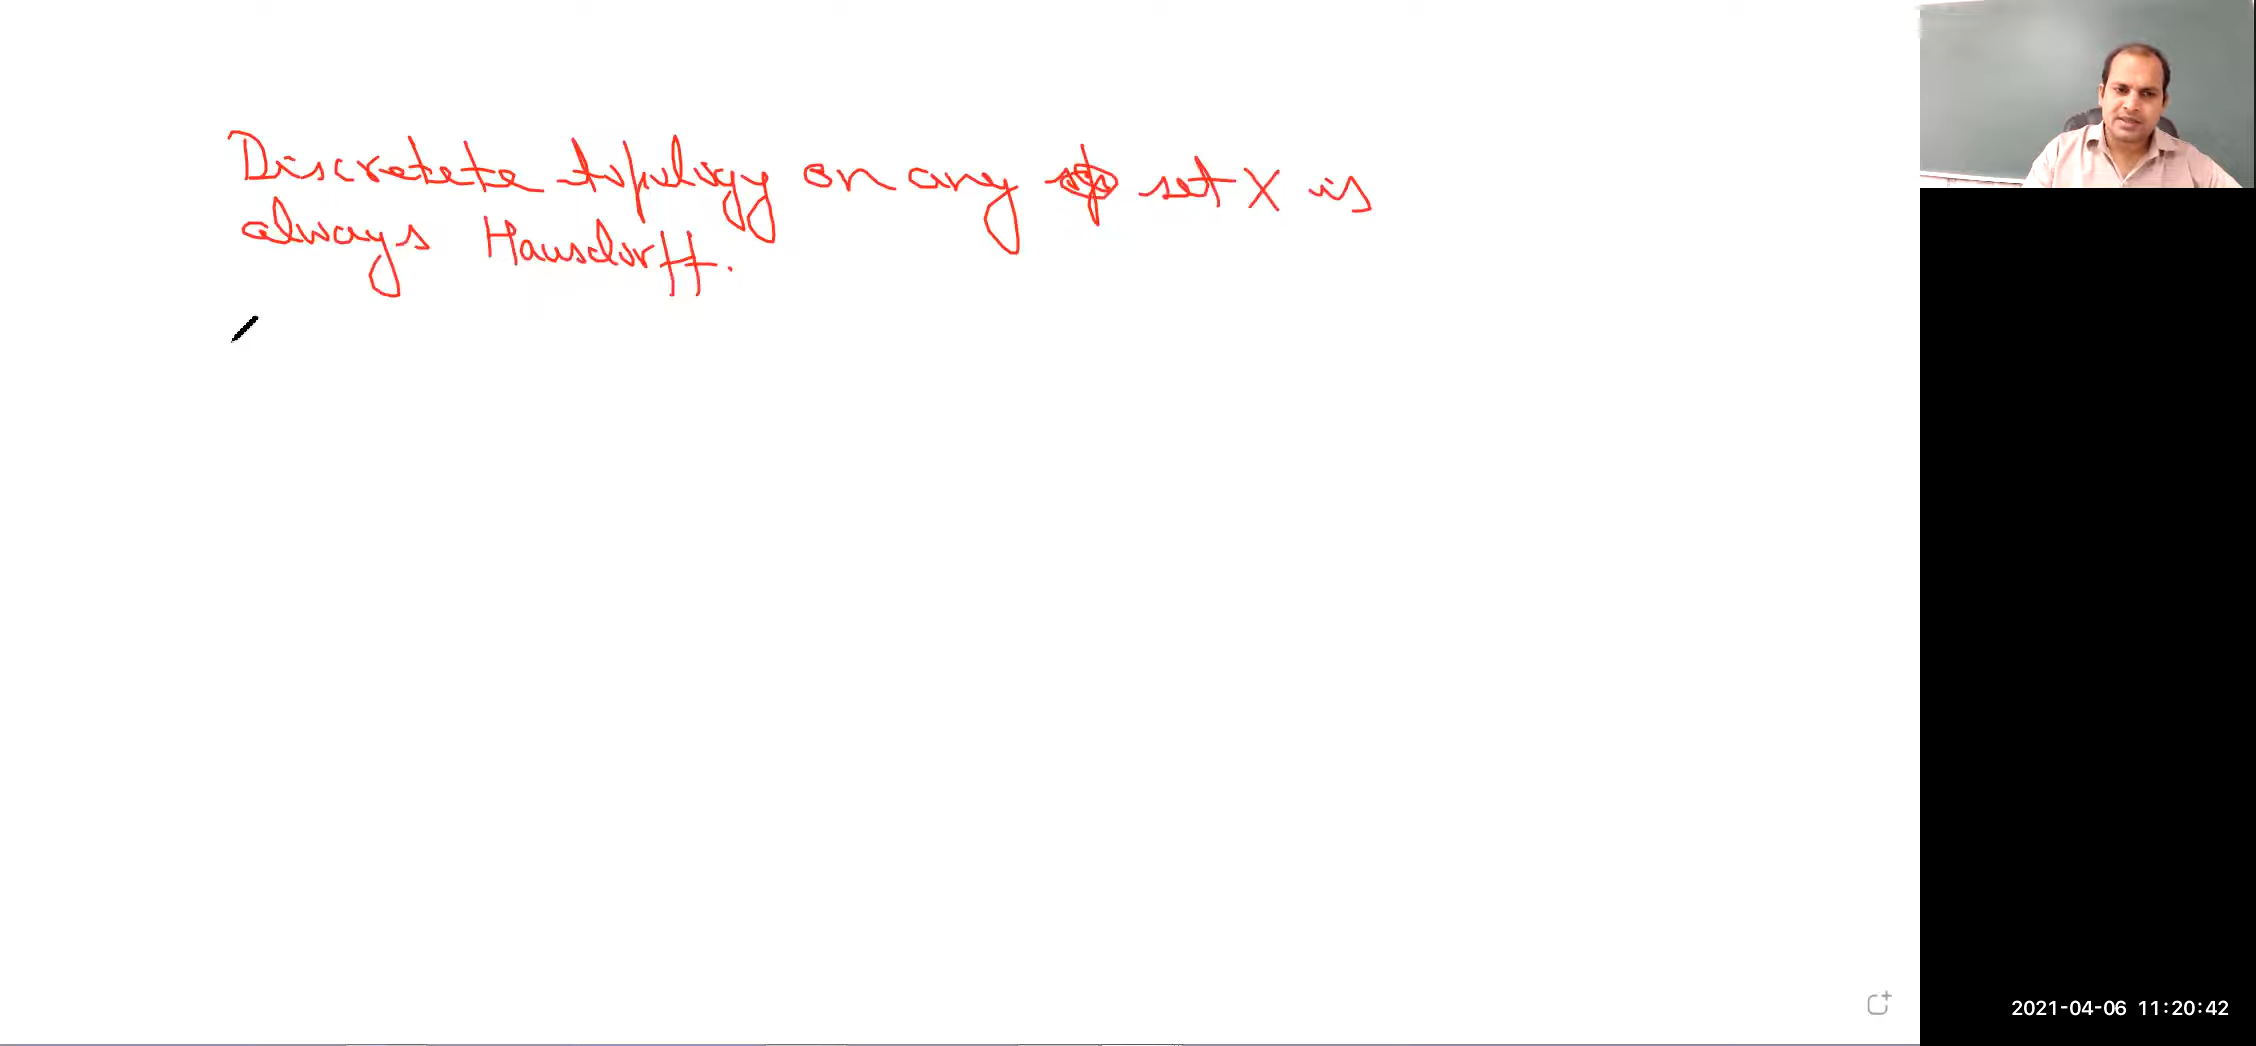 Discretete topology on any set X is
always Hausdorff.
2021-04-06 11:20:42